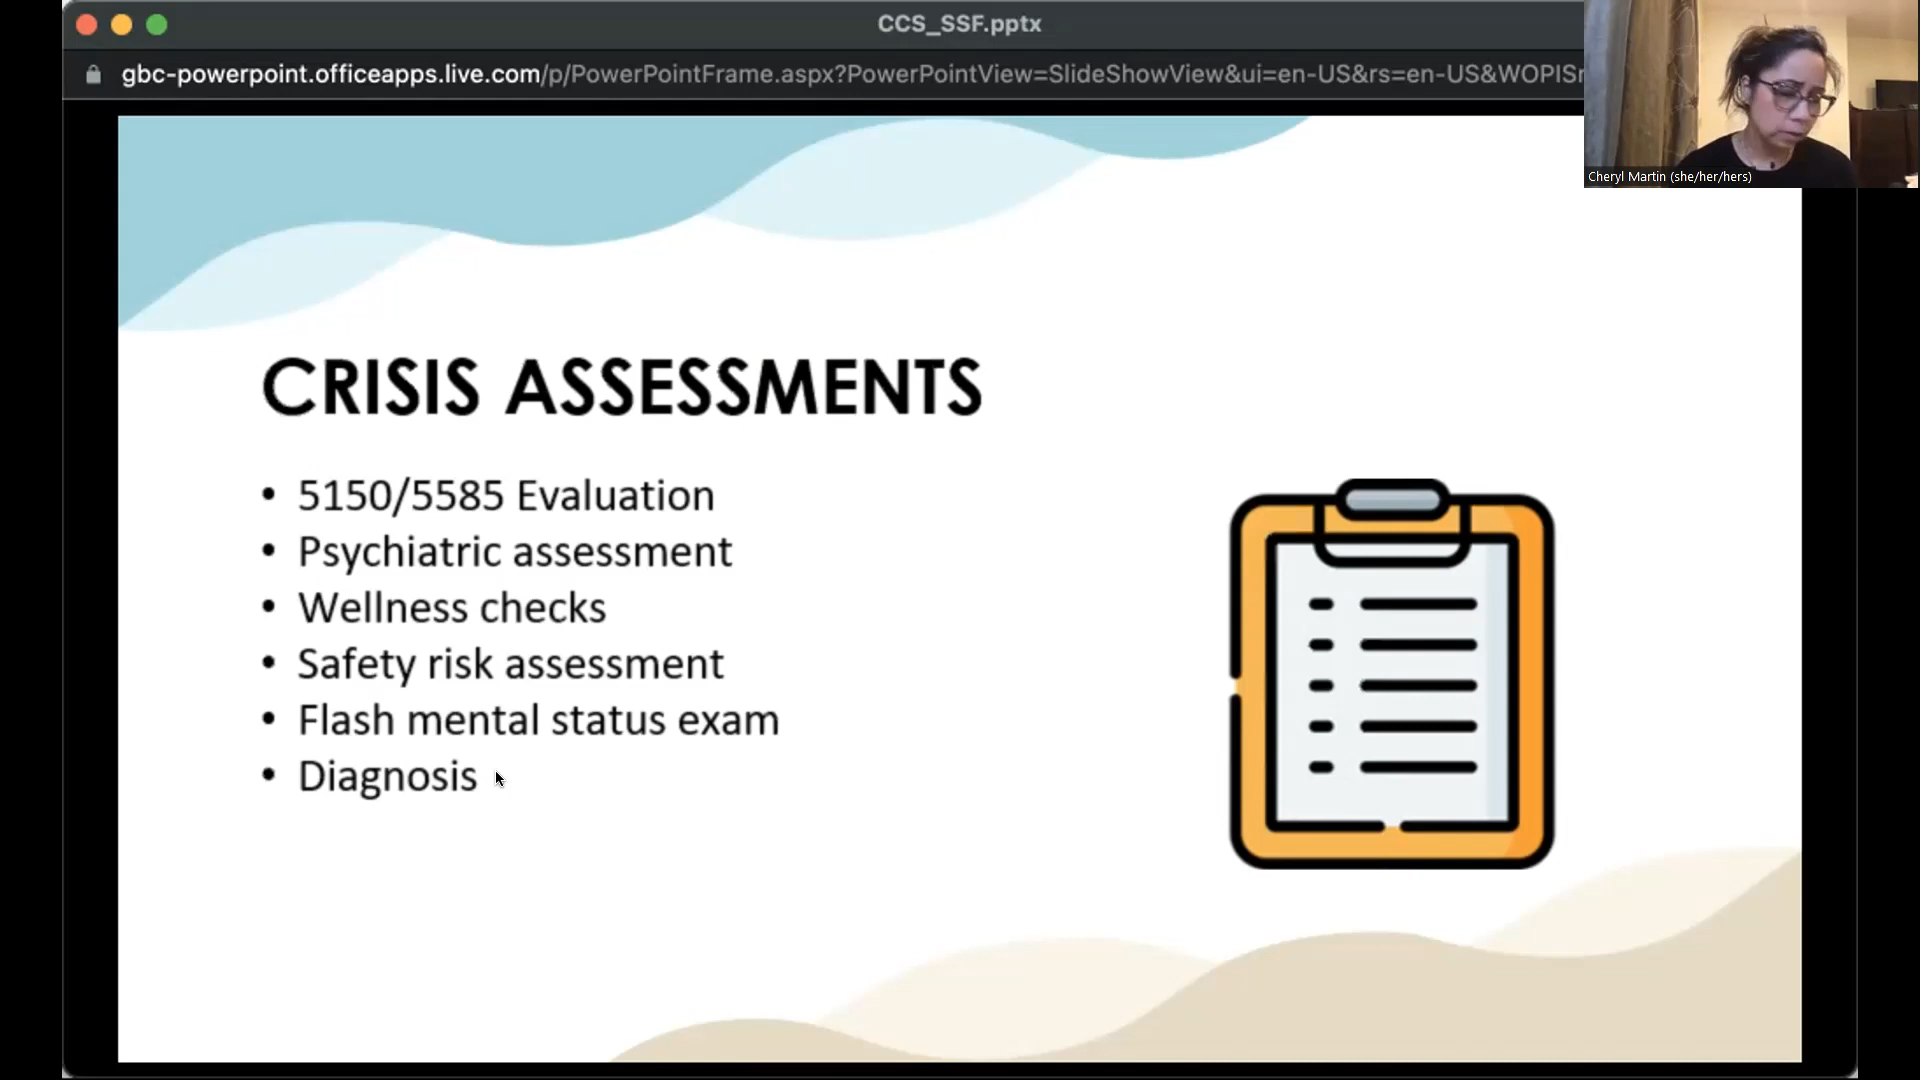 CCS_SSF.pptx
gbc-powerpoint.officeapps.live.com/p/PowerPointFrame.aspx?PowerPointView=SlideShowView&ui=en-US&rs=en-US&WOPISr
Cheryl Martin (she/her/hers)
CRISIS ASSESSMENTS
• 5150/5585 Evaluation
• Psychiatric assessment
• Wellness checks
• Safety risk assessment
• Flash mental status exam
• Diagnosis